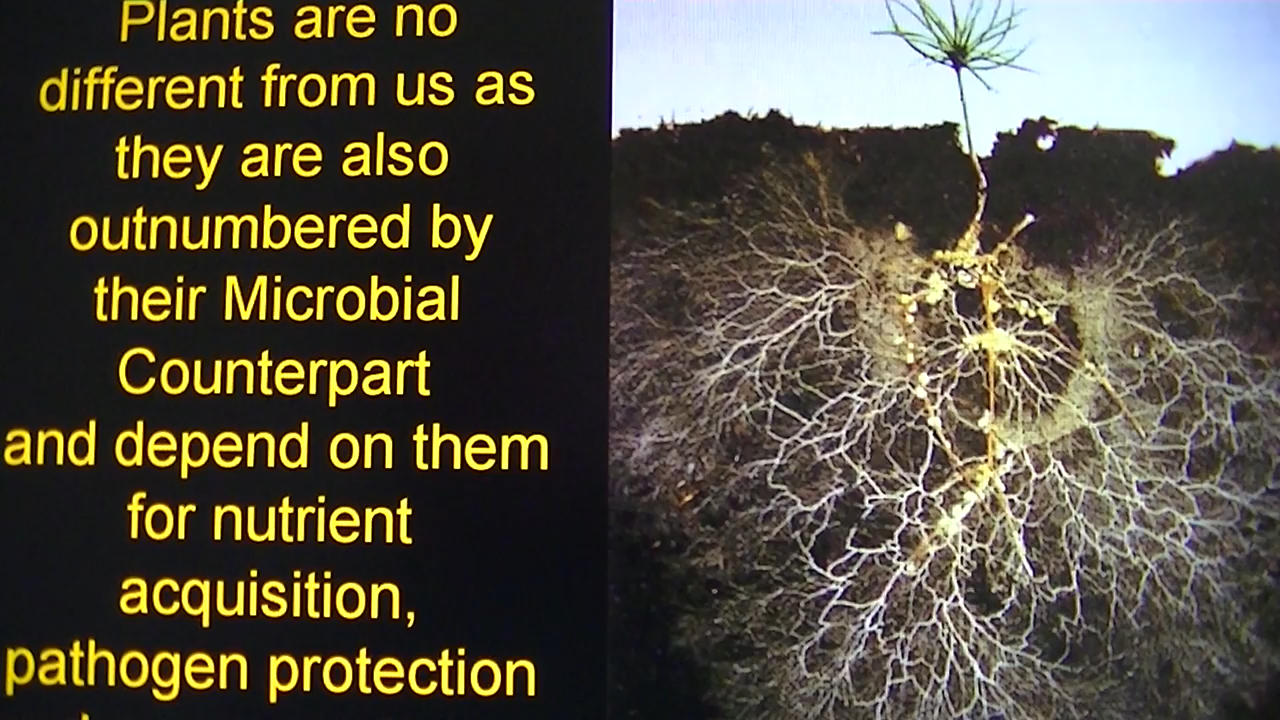 Plants are no
different from us as
they are also
outnumbered by
their Microbial
Counterpart
and depend on them
for nutrient
acquisition,
pathogen protection